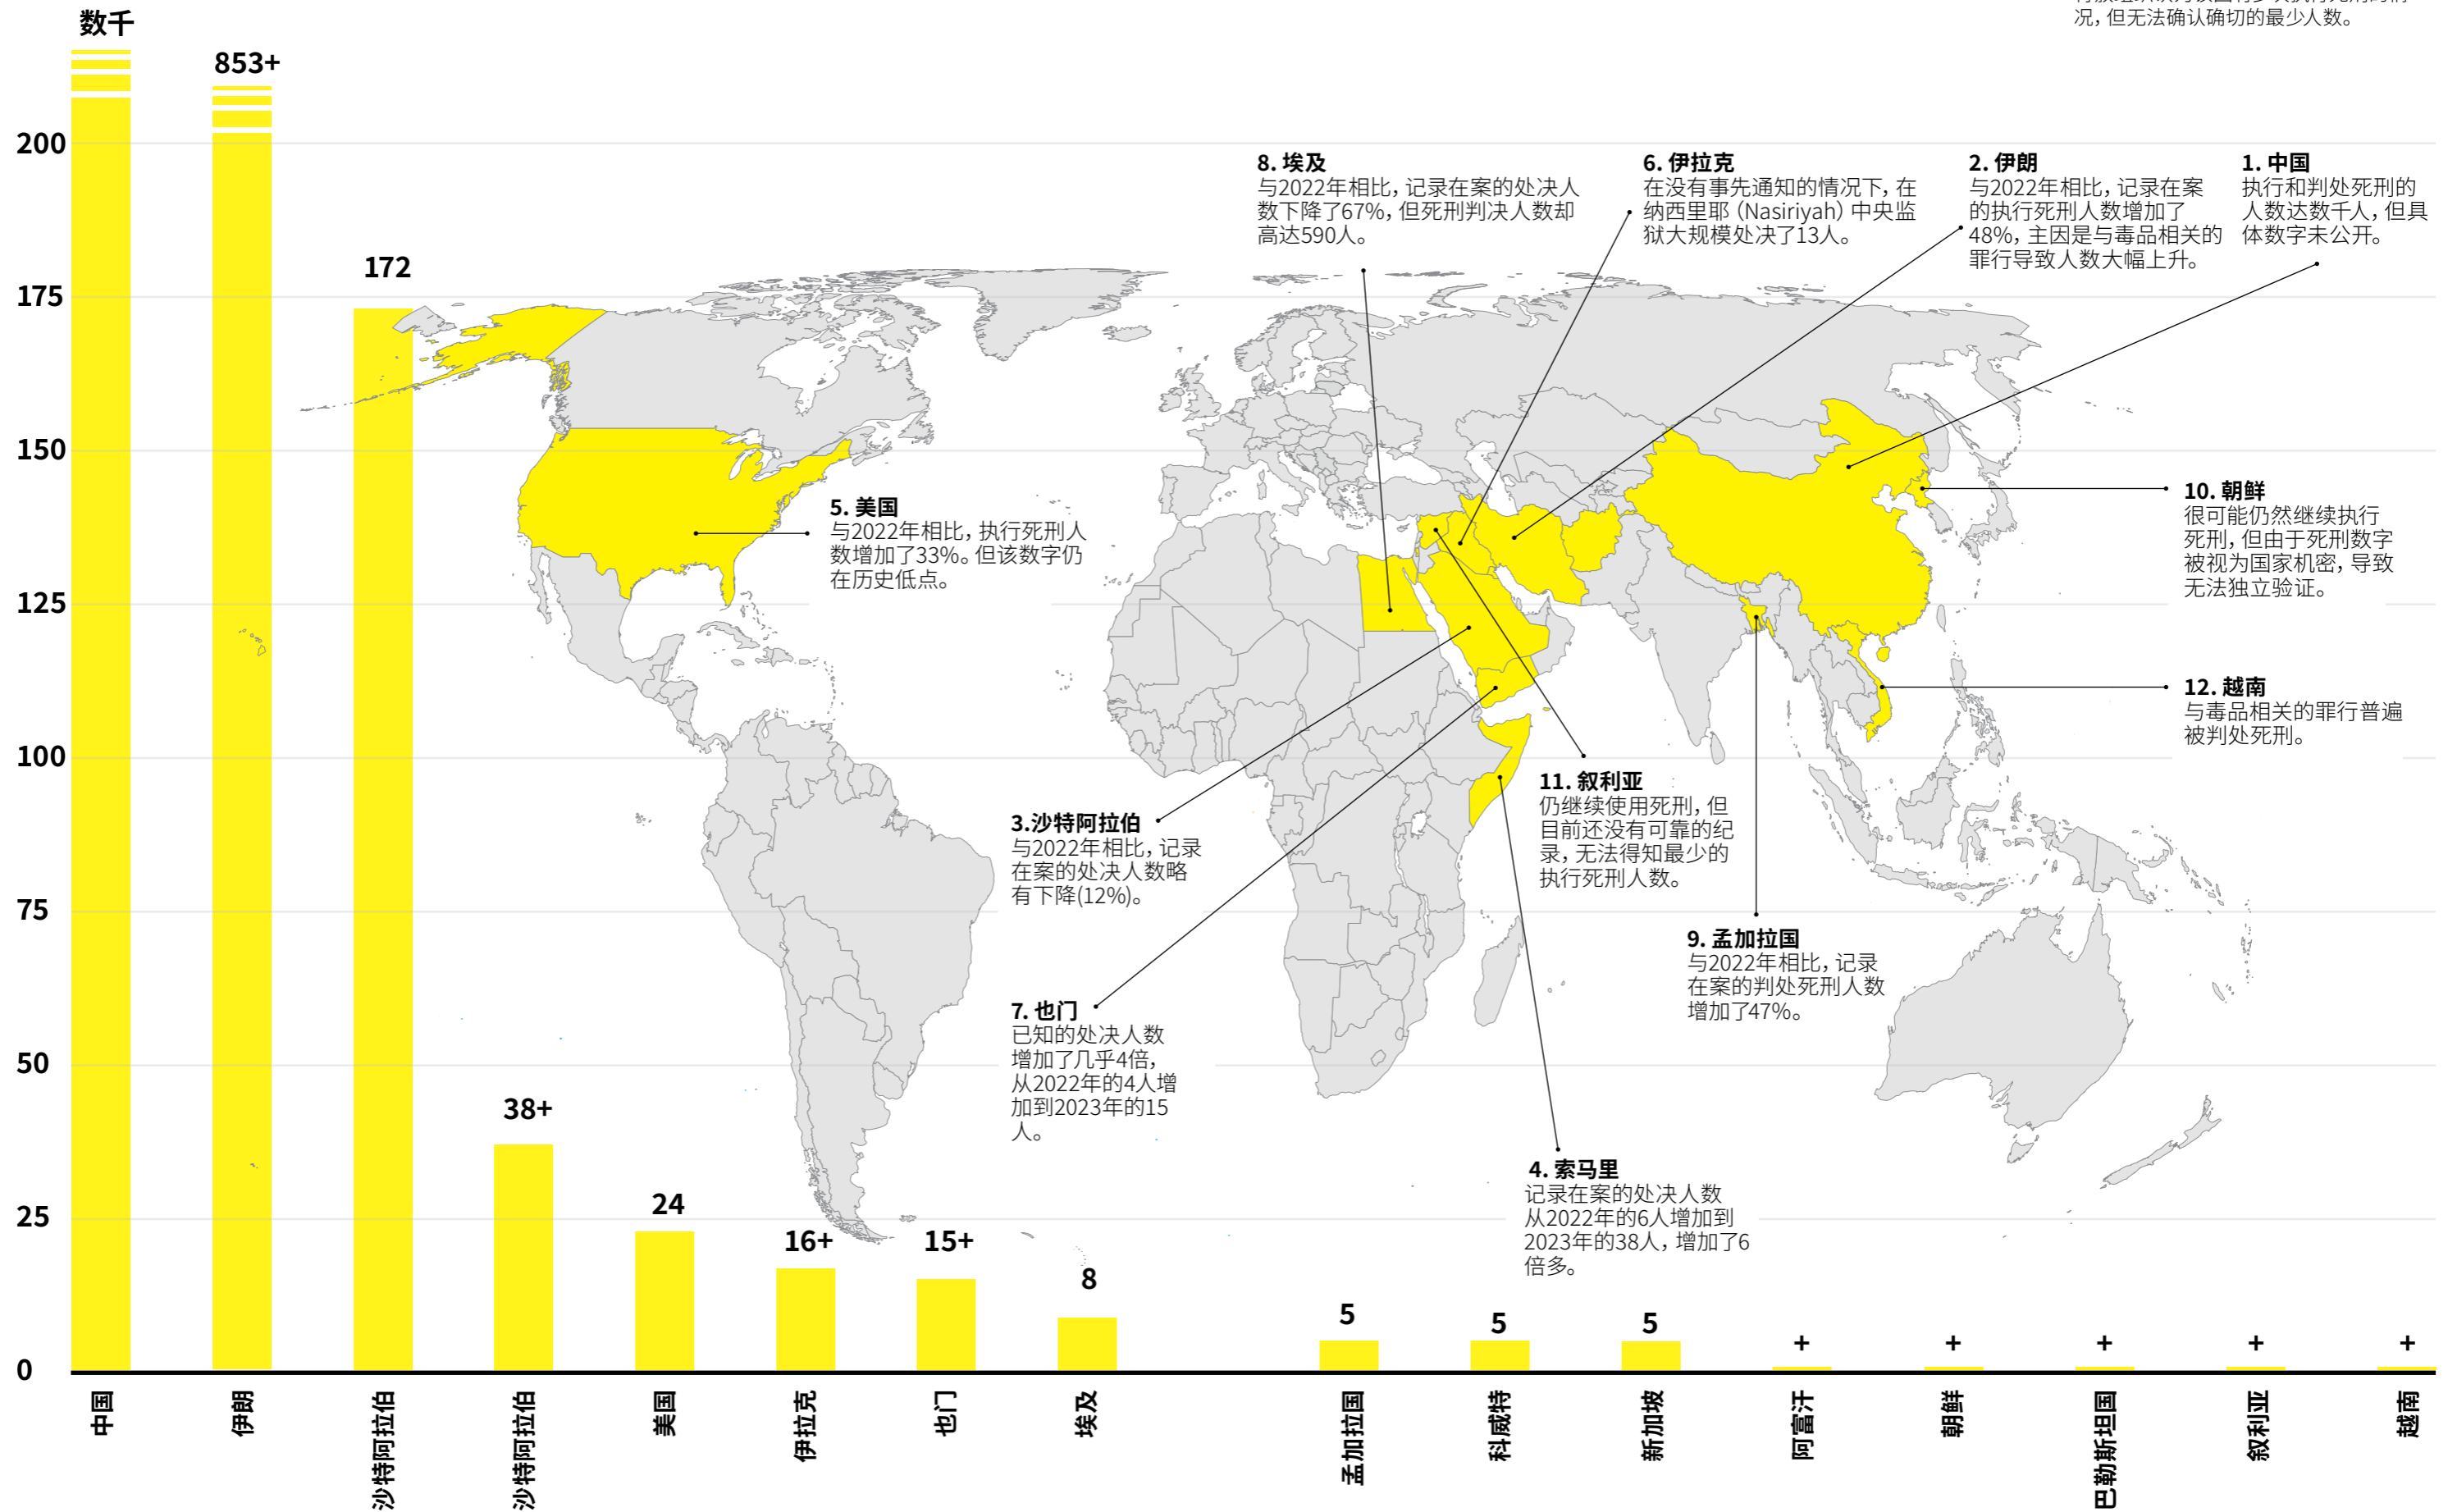 况，但无法确认确切的最少人数。
数千
853+
172
38+
24
16+
15+
8
5
5
5
+
+
+
+
+
200
175
150
125
100
75
50
25
0
8. 埃及
与2022年相比，记录在案的处决人
数下降了67%，但死刑判决人数却
高达590人。
6. 伊拉克
在没有事先通知的情况下，在
纳西里耶（Nasiriyah）中央监
狱大规模处决了13人。
2. 伊朗
与2022年相比，记录在案
的执行死刑人数增加了
48%，主因是与毒品相关的
罪行导致人数大幅上升。
1. 中国
执行和判处死刑的
人数达数千人，但具
体数字未公开。
5. 美国
与2022年相比，执行死刑人
数增加了33%。但该数字仍
在历史低点。
10. 朝鲜
很可能仍然继续执行
死刑，但由于死刑数字
被视为国家机密，导致
无法独立验证。
12. 越南
与毒品相关的罪行普遍
被判处死刑。
3.沙特阿拉伯
与2022年相比，记录
在案的处决人数略
有下降(12%)。
11. 叙利亚
仍继续使用死刑，但
目前还没有可靠的纪
录，无法得知最少的
执行死刑人数。
9. 孟加拉国
与2022年相比，记录
在案的判处死刑人数
增加了47%。
7. 也门
已知的处决人数
增加了几乎4倍，
从2022年的4人增
加到2023年的15
人。
4. 索马里
记录在案的处决人数
从2022年的6人增加到
2023年的38人，增加了6
倍多。
中国
伊朗
沙特阿拉伯
沙特阿拉伯
美国
伊拉克
也门
埃及
孟加拉国
科威特
新加坡
阿富汗
朝鲜
巴勒斯坦国
叙利亚
越南